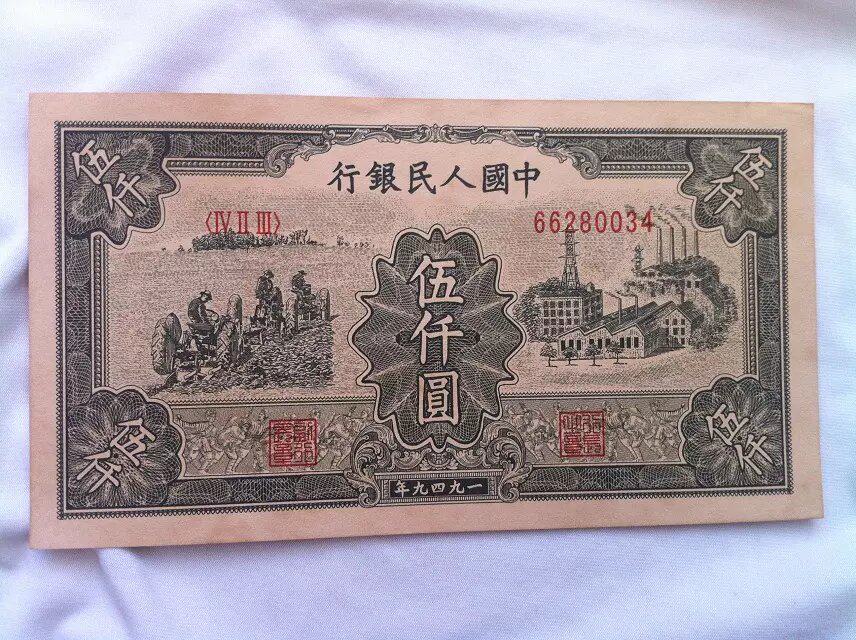 行銀民人國中
伍仟
伍仟
〈IV II III〉
66280034
伍仟圓
伍仟
伍仟
年九四九一